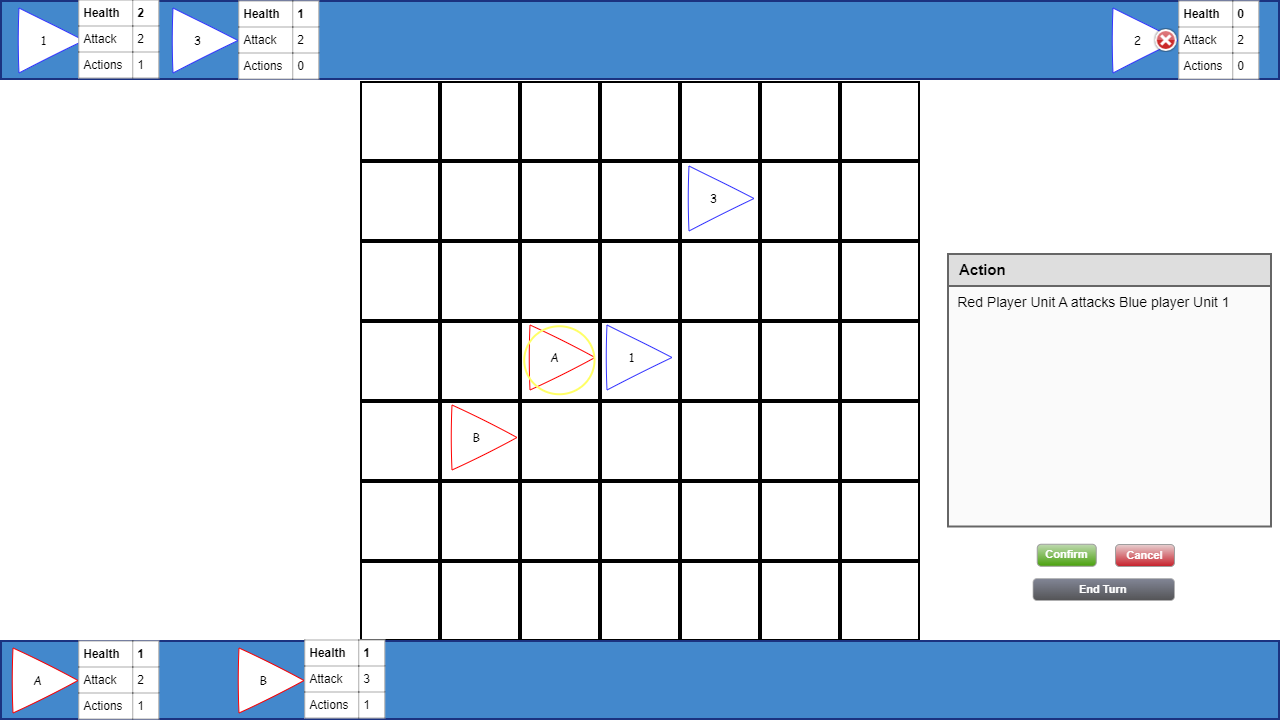 1
Health 2
Attack 2
Actions 1
3
Health 1
Attack 2
Actions 0
2
Health 0
Attack 2
Actions 0
3
A
1
B
Action
Red Player Unit A attacks Blue player Unit 1
Confirm
Cancel
End Turn
A
Health 1
Attack 2
Actions 1
B
Health 1
Attack 3
Actions 1